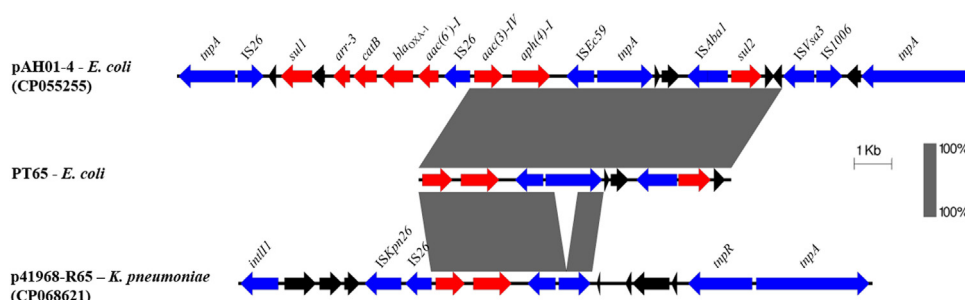 tnpA IS26 sul1 arr-3 catB blaOXA-1 aac(6')-I IS26 aac(3)-IV aph(4)-I ISEc59 tnpA ISAba1 sul2 ISVsa3 IS1006 tnpA
pAH01-4 - E. coli
(CP055255)
1 Kb
100%
PT65 - E. coli
100%
intI1 ISKpn26 IS26 tnpR tnpA
p41968-R65 – K. pneumoniae
(CP068621)